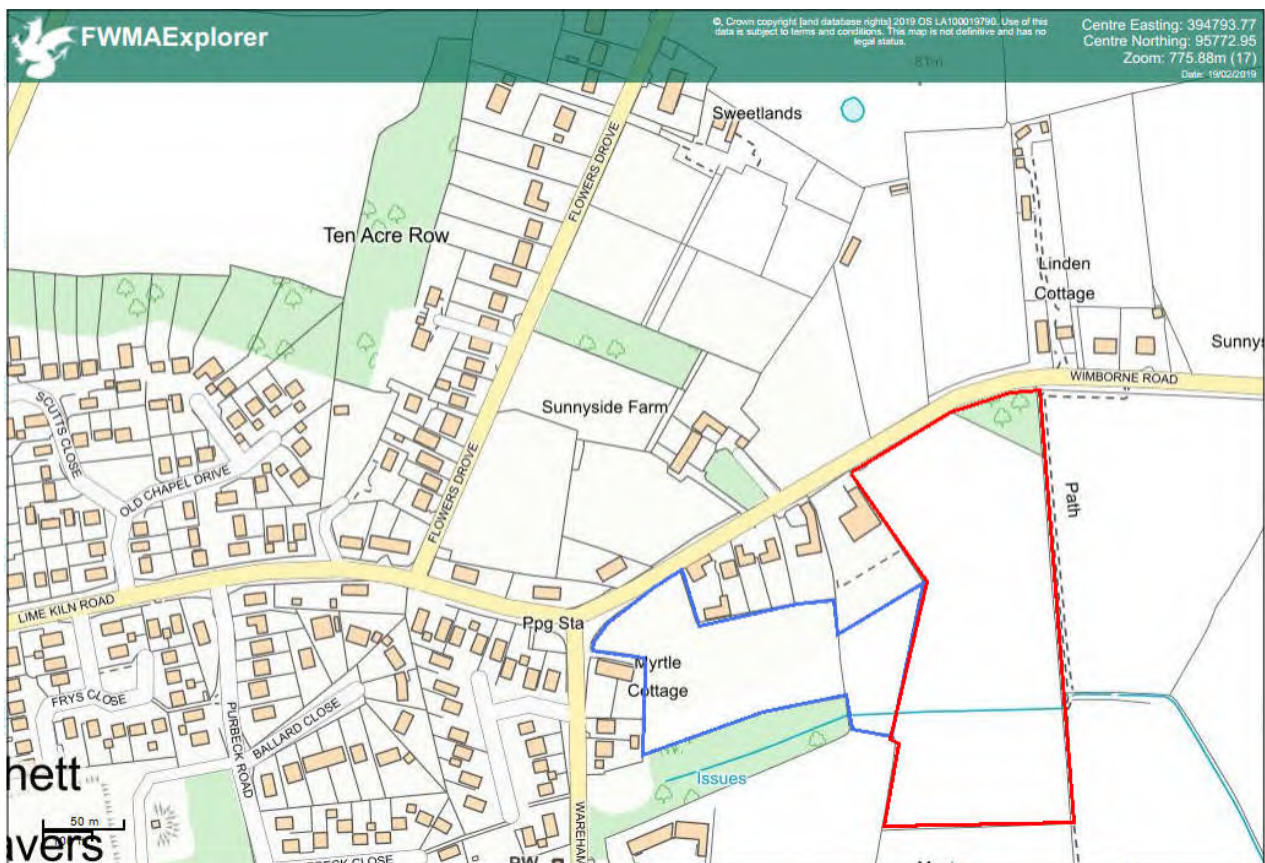 FWMAExplorer
©, Crown copyright [and database rights] 2019 OS LA100019790. Use of this
data is subject to terms and conditions. This map is not definitive and has no
legal status.
Centre Easting: 394793.77
Centre Northing: 95772.95
Zoom: 775.88m (17)
Date: 19/02/2019
81m
Sweetlands
FLOWERS DROVE
Ten Acre Row
Linden
Cottage
Sunnys
WIMBORNE ROAD
Sunnyside Farm
SCUTTS CLOSE
OLD CHAPEL DRIVE
FLOWERS DROVE
Path
LIME KILN ROAD
Ppg Sta
Myrtle
Cottage
FRYS CLOSE
PURBECK ROAD
BALLARD CLOSE
Issues
hett
50 m
avers
WAREHAM
BECK CLOSE
PW